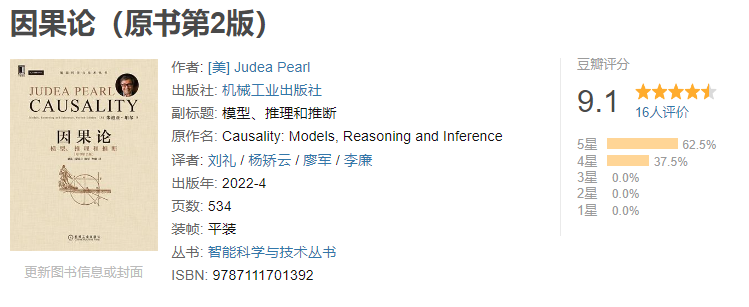 因果论（原书第2版）
JUDEA PEARL
CAUSALITY
因果论
模型、推理和推断
作者: [美] Judea Pearl
出版社: 机械工业出版社
副标题: 模型、推理和推断
原作名: Causality: Models, Reasoning and Inference
译者: 刘礼 / 杨矫云 / 廖军 / 李廉
出版年: 2022-4
页数: 534
装帧: 平装
丛书: 智能科学与技术丛书
ISBN: 9787111701392
更新图书信息或封面
豆瓣评分
9.1
16人评价
5星 62.5%
4星 37.5%
3星 0.0%
2星 0.0%
1星 0.0%